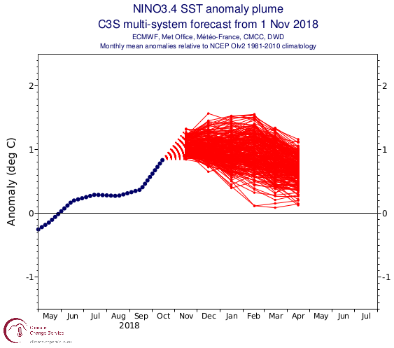 NINO3.4 SST anomaly plume
C3S multi-system forecast from 1 Nov 2018
ECMWF, Met Office, Météo-France, CMCC, DWD
Monthly mean anomalies relative to NCEP OIv2 1981-2010 climatology
Anomaly (deg C)
2 2
1 1
0 0
-1 -1
May Jun Jul Aug Sep Oct Nov Dec Jan Feb Mar Apr May Jun Jul
2018
Change Service